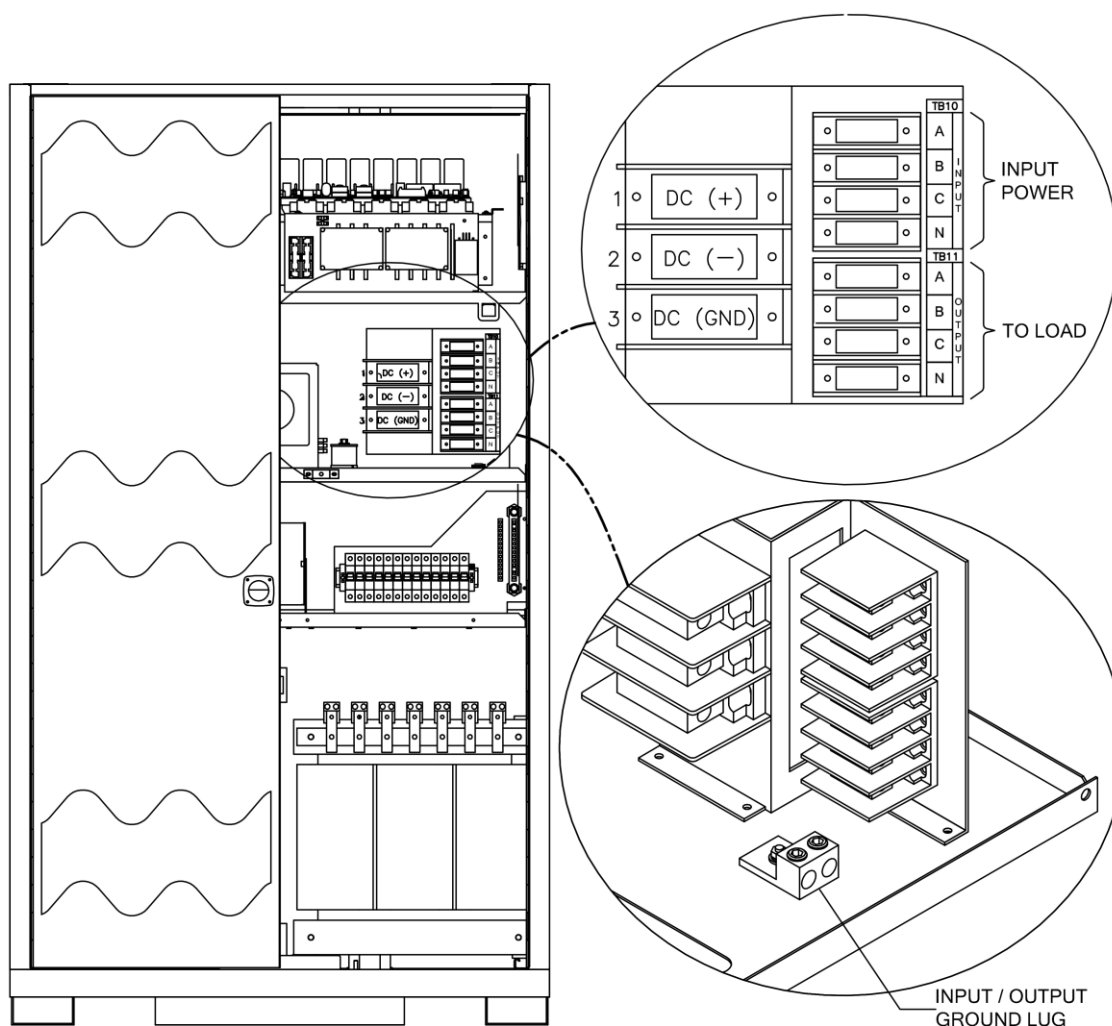 TB10
A
B
C
N
INPUT
INPUT
POWER
1 DC (+)
2 DC (−)
3 DC (GND)
TB11
A
B
C
N
OUTPUT
TO LOAD
1 DC (+)
2 DC (−)
3 DC (GND)
A
B
C
N
A
B
C
N
INPUT / OUTPUT
GROUND LUG